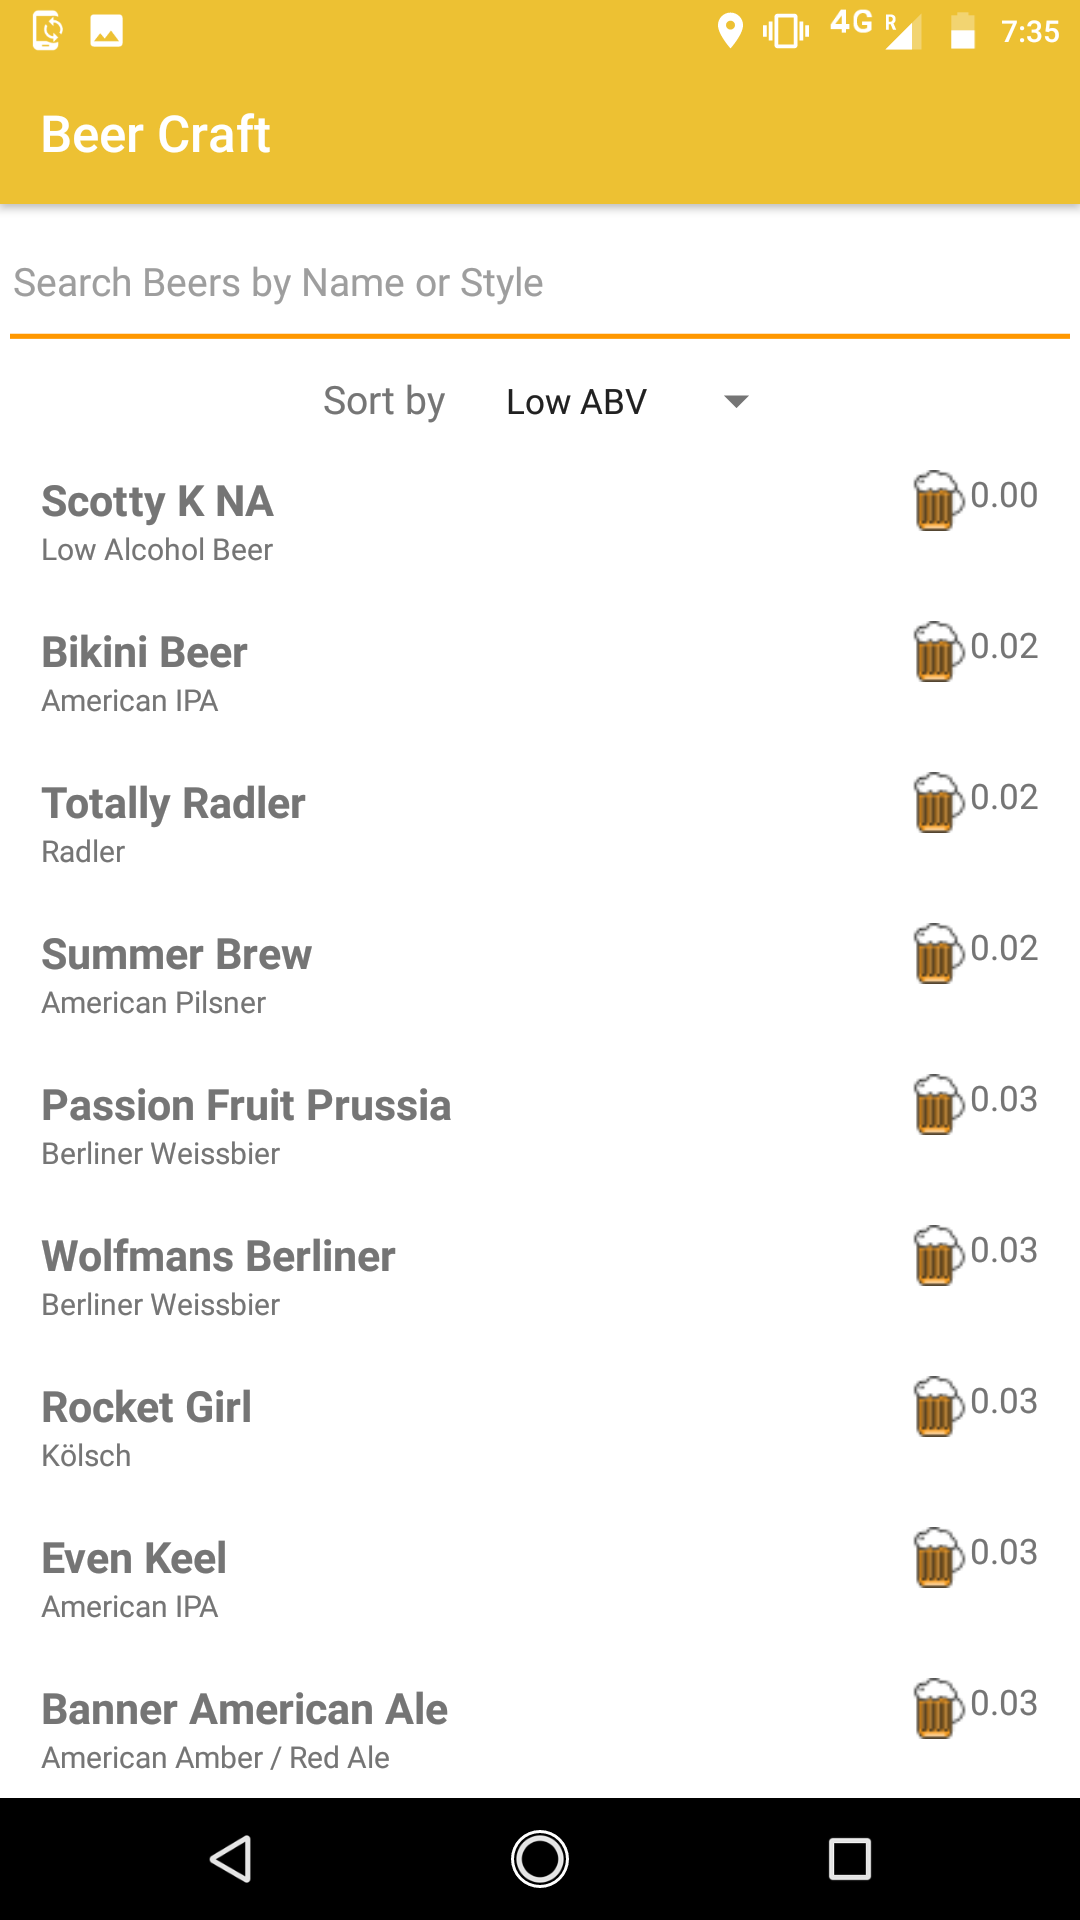 4G R 7:35
Beer Craft
Search Beers by Name or Style
Sort by Low ABV
Scotty K NA 0.00
Low Alcohol Beer
Bikini Beer 0.02
American IPA
Totally Radler 0.02
Radler
Summer Brew 0.02
American Pilsner
Passion Fruit Prussia 0.03
Berliner Weissbier
Wolfmans Berliner 0.03
Berliner Weissbier
Rocket Girl 0.03
Kölsch
Even Keel 0.03
American IPA
Banner American Ale 0.03
American Amber / Red Ale